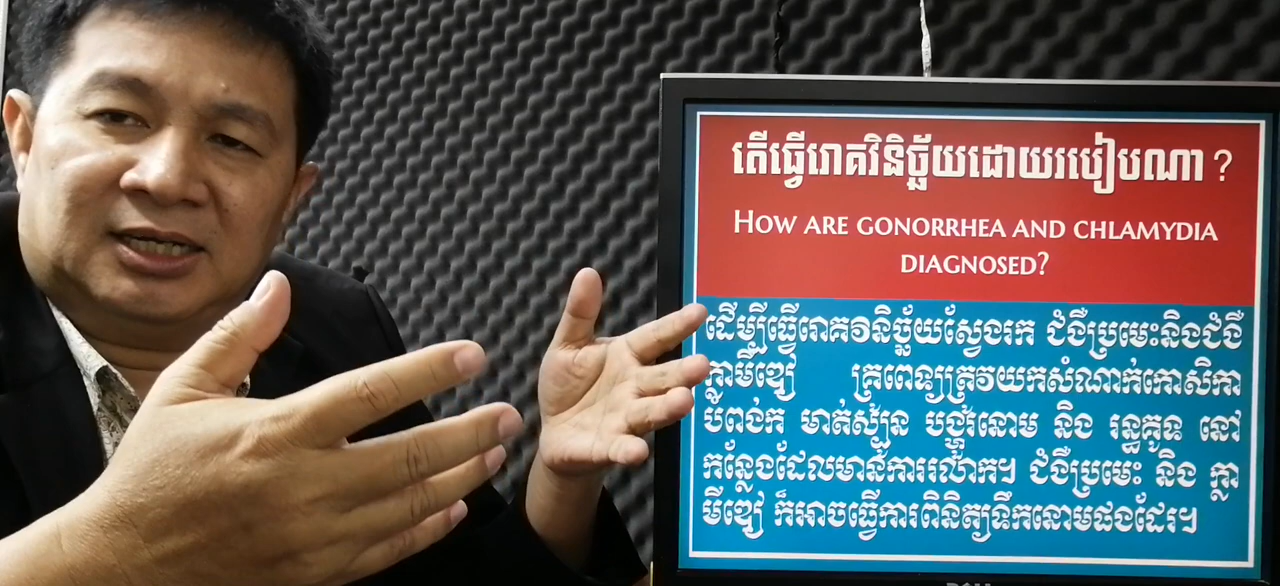 តើធ្វើរោគវិនិច្ឆ័យដោយរបៀបណា ?
HOW ARE GONORRHEA AND CHLAMYDIA
DIAGNOSED?
ដើម្បីធ្វើរោគវិនិច្ឆ័យស្វែងរក ជំងឺប្រមេះនិងជំងឺ
ក្លាមីឌៀ គ្រូពេទ្យត្រូវយកសំណាក់កោសិកា
បំពង់ក មាត់ស្បូន បង្ហួរនោម និង រន្ធគូទ នៅ
កន្លែងដែលមានការរលាក។ ជំងឺប្រមេះ និង ក្លា
មីឌៀ ក៏អាចធ្វើការពិនិត្យទឹកនោមផងដែរ។